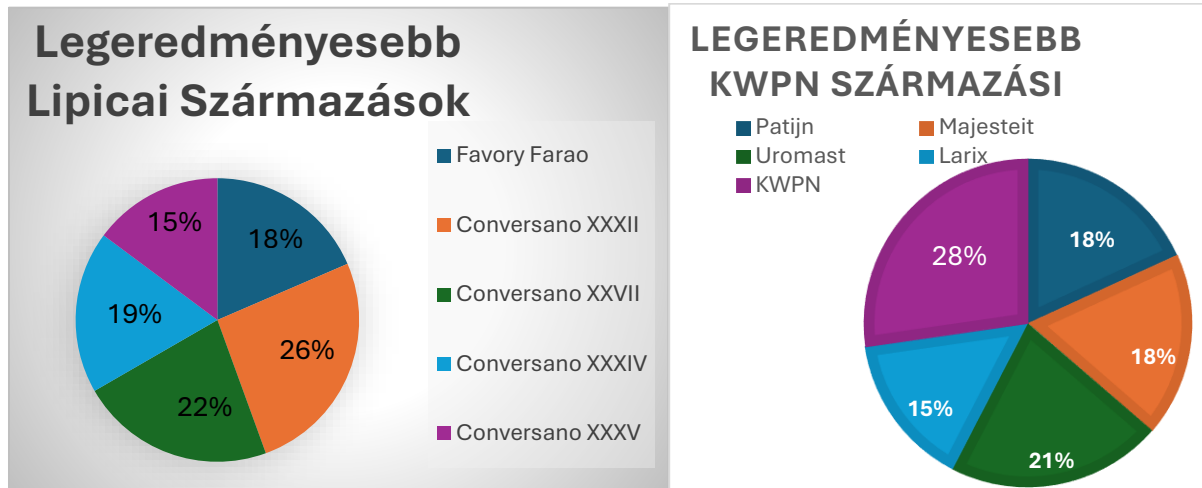 Legeredményesebb
Lipicai Származások
Favory Farao
Conversano XXXII
Conversano XXVII
Conversano XXXIV
Conversano XXXV
15%
18%
19%
26%
22%
LEGEREDMÉNYESEBB
KWPN SZÁRMAZÁSI
Patijn
Majesteit
Uromast
Larix
KWPN
28%
18%
18%
15%
21%